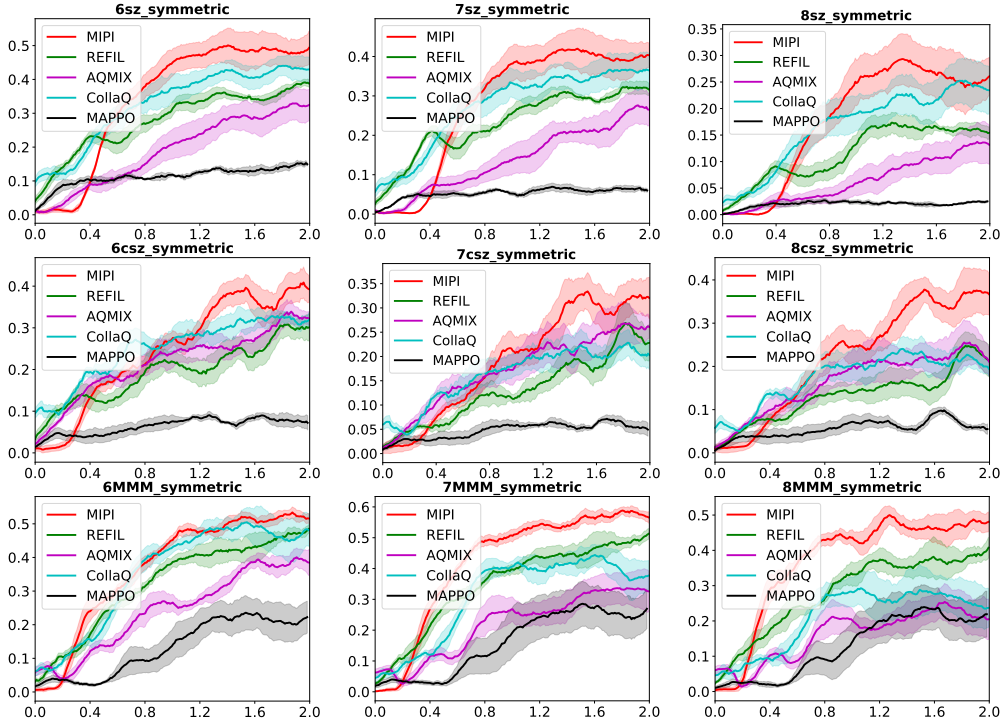 6sz_symmetric
0.5
0.4
0.3
0.2
0.1
0.0
MIPI
REFIL
AQMIX
CollaQ
MAPPO
0.0 0.4 0.8 1.2 1.6 2.0
7sz_symmetric
0.4
0.3
0.2
0.1
0.0
MIPI
REFIL
AQMIX
CollaQ
MAPPO
0.0 0.4 0.8 1.2 1.6 2.0
8sz_symmetric
0.35
0.30
0.25
0.20
0.15
0.10
0.05
0.00
MIPI
REFIL
AQMIX
CollaQ
MAPPO
0.0 0.4 0.8 1.2 1.6 2.0
6csz_symmetric
0.4
0.3
0.2
0.1
0.0
MIPI
REFIL
AQMIX
CollaQ
MAPPO
0.0 0.4 0.8 1.2 1.6 2.0
7csz_symmetric
0.35
0.30
0.25
0.20
0.15
0.10
0.05
0.00
MIPI
REFIL
AQMIX
CollaQ
MAPPO
0.0 0.4 0.8 1.2 1.6 2.0
8csz_symmetric
0.4
0.3
0.2
0.1
0.0
MIPI
REFIL
AQMIX
CollaQ
MAPPO
0.0 0.4 0.8 1.2 1.6 2.0
6MMM_symmetric
0.5
0.4
0.3
0.2
0.1
0.0
MIPI
REFIL
AQMIX
CollaQ
MAPPO
0.0 0.4 0.8 1.2 1.6 2.0
7MMM_symmetric
0.6
0.5
0.4
0.3
0.2
0.1
0.0
MIPI
REFIL
AQMIX
CollaQ
MAPPO
0.0 0.4 0.8 1.2 1.6 2.0
8MMM_symmetric
0.5
0.4
0.3
0.2
0.1
0.0
MIPI
REFIL
AQMIX
CollaQ
MAPPO
0.0 0.4 0.8 1.2 1.6 2.0